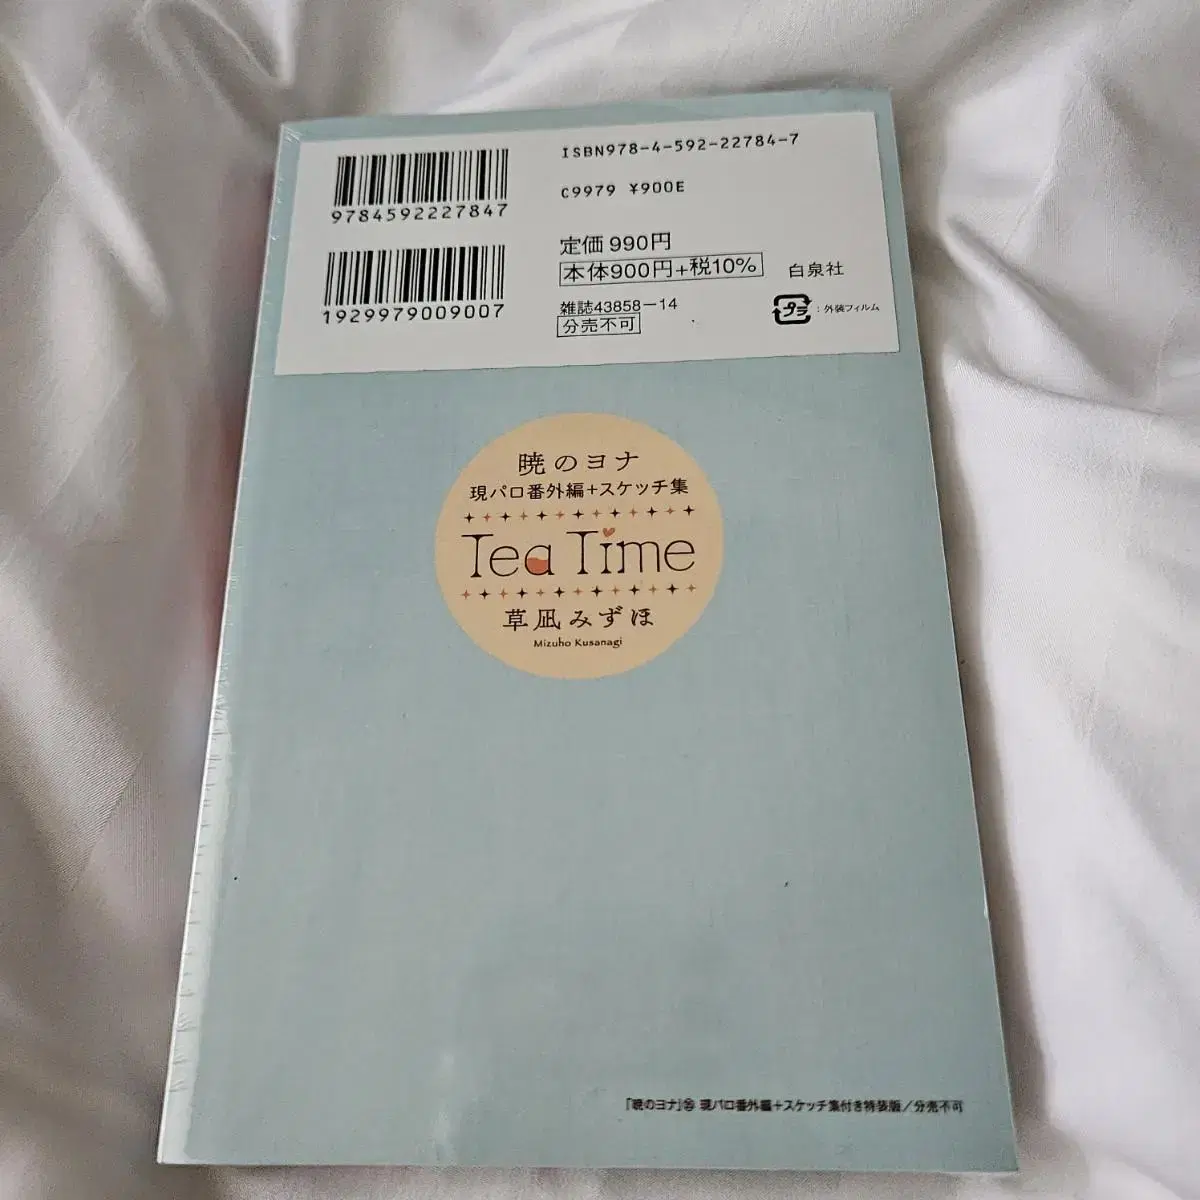 ISBN978-4-592-22784-7
C9979 ¥900E
9784592227847
定価990円
本体900円+税10%
白泉社
1929979009007
雑誌43858-14
分売不可
プラ:外装フィルム
暁のヨナ
現パロ番外編+スケッチ集
Tea Time
草凪みずほ
Mizuho Kusanagi
「暁のヨナ」 現パロ番外編+スケッチ集付き特装版/分売不可